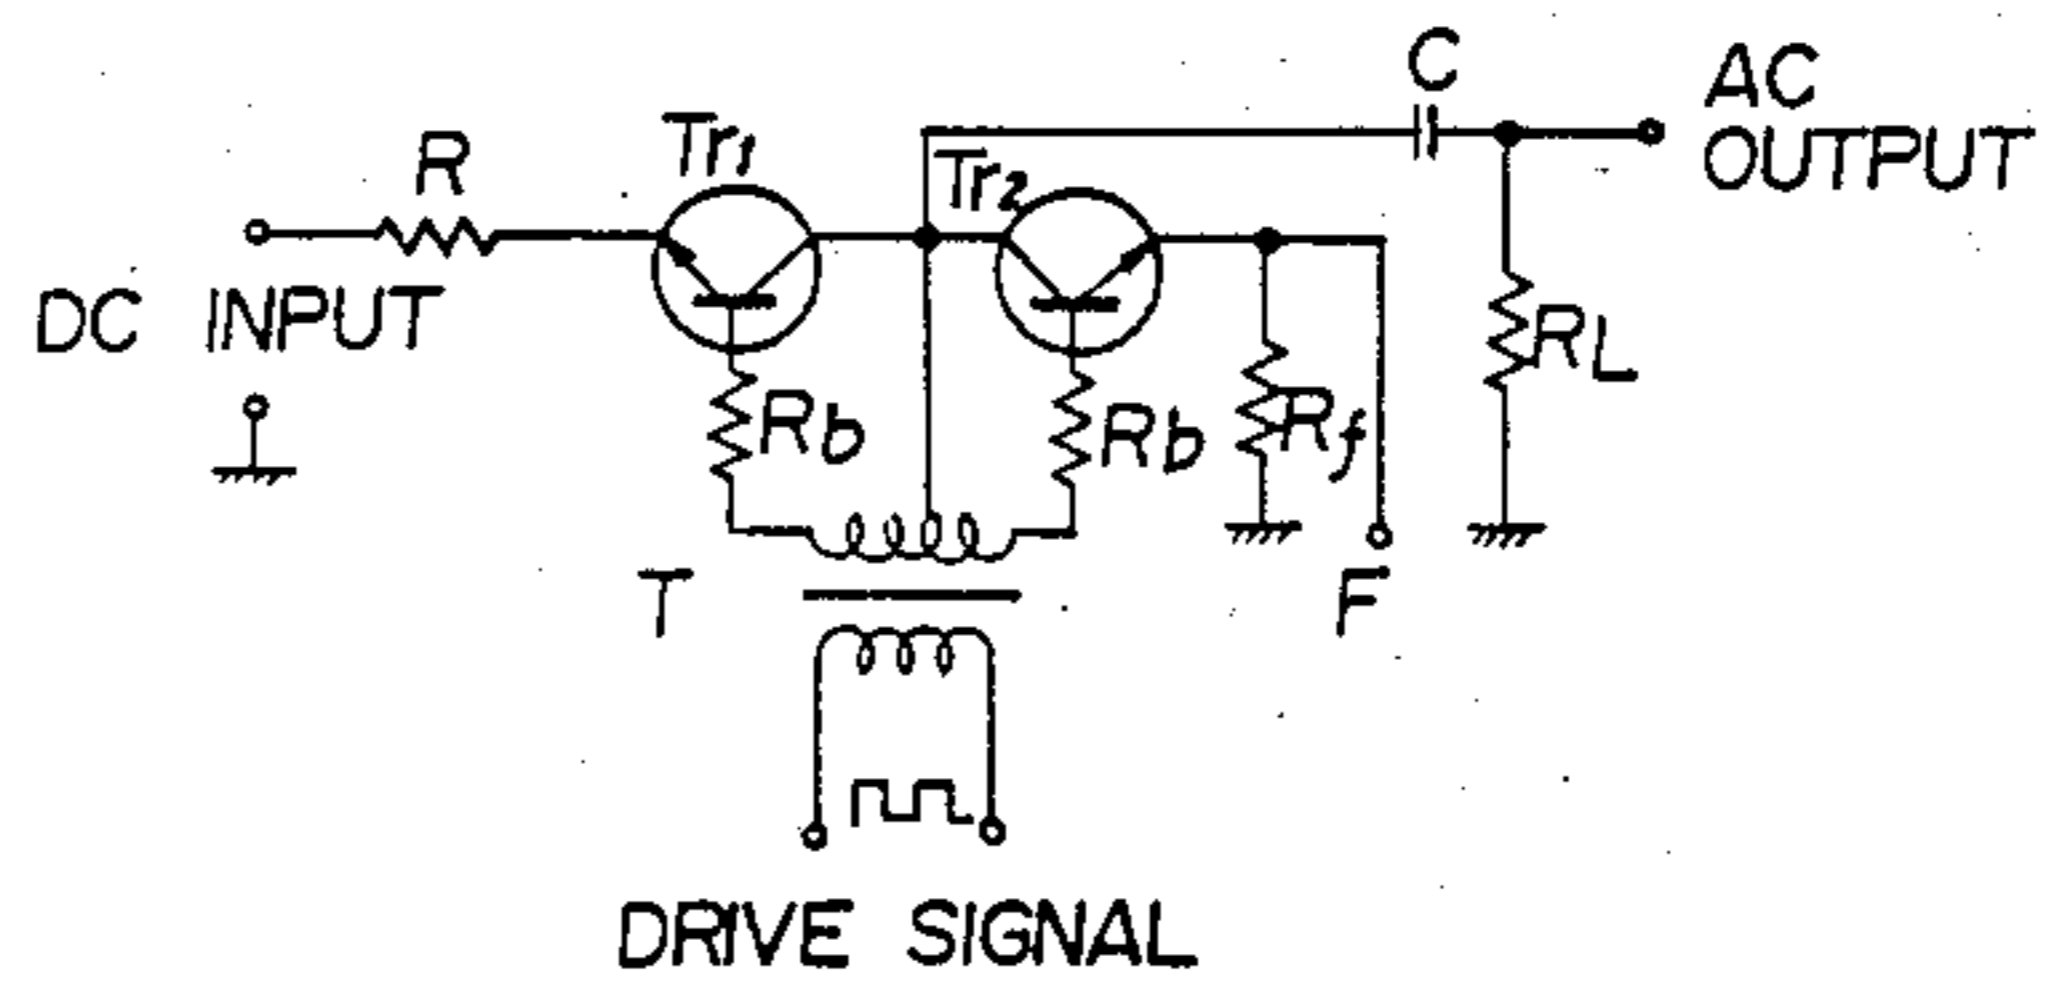 C
AC
OUTPUT
R
Tr1
Tr2
DC INPUT
Rb
Rb
Rf
RL
T
F
DRIVE SIGNAL